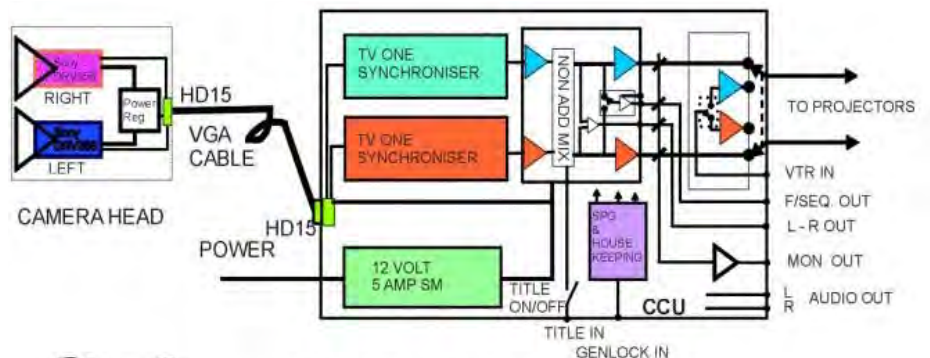 RIGHT
LEFT
Power
Reg
HD15
VGA
CABLE
CAMERA HEAD
HD15
POWER
TV ONE
SYNCHRONISER
TV ONE
SYNCHRONISER
12 VOLT
5 AMP SM
NON ADD MIX
TITLE
ON/OFF
SPG
&
HOUSE
KEEPING
CCU
TITLE IN
GENLOCK IN
TO PROJECTORS
VTR IN
F/SEQ. OUT
L - R OUT
MON OUT
L
R
AUDIO OUT